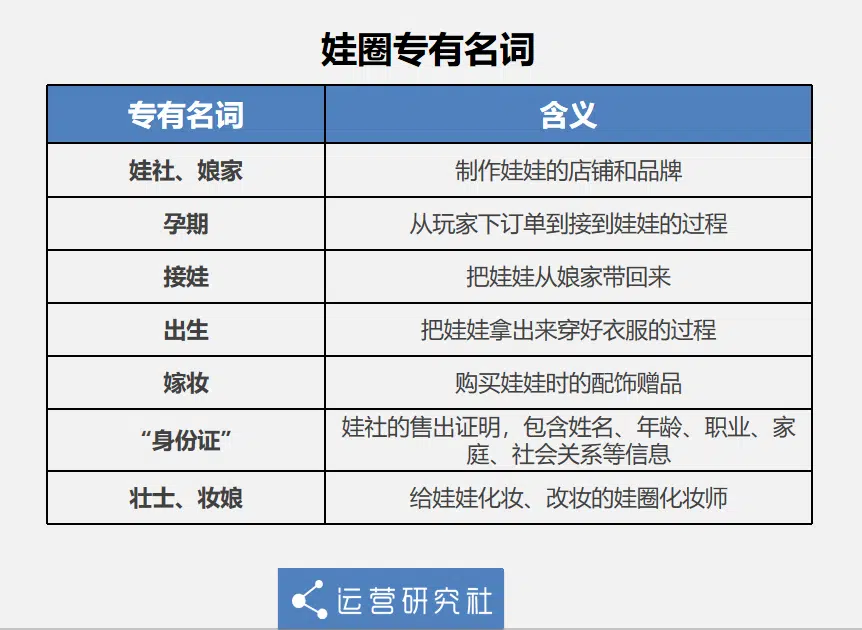 娃圈专有名词
专有名词 含义
娃社、娘家 制作娃娃的店铺和品牌
孕期 从玩家下订单到接到娃娃的过程
接娃 把娃娃从娘家带回来
出生 把娃娃拿出来穿好衣服的过程
嫁妆 购买娃娃时的配饰赠品
“身份证” 娃社的售出证明，包含姓名、年龄、职业、家
庭、社会关系等信息
壮士、妆娘 给娃娃化妆、改妆的娃圈化妆师
运营研究社